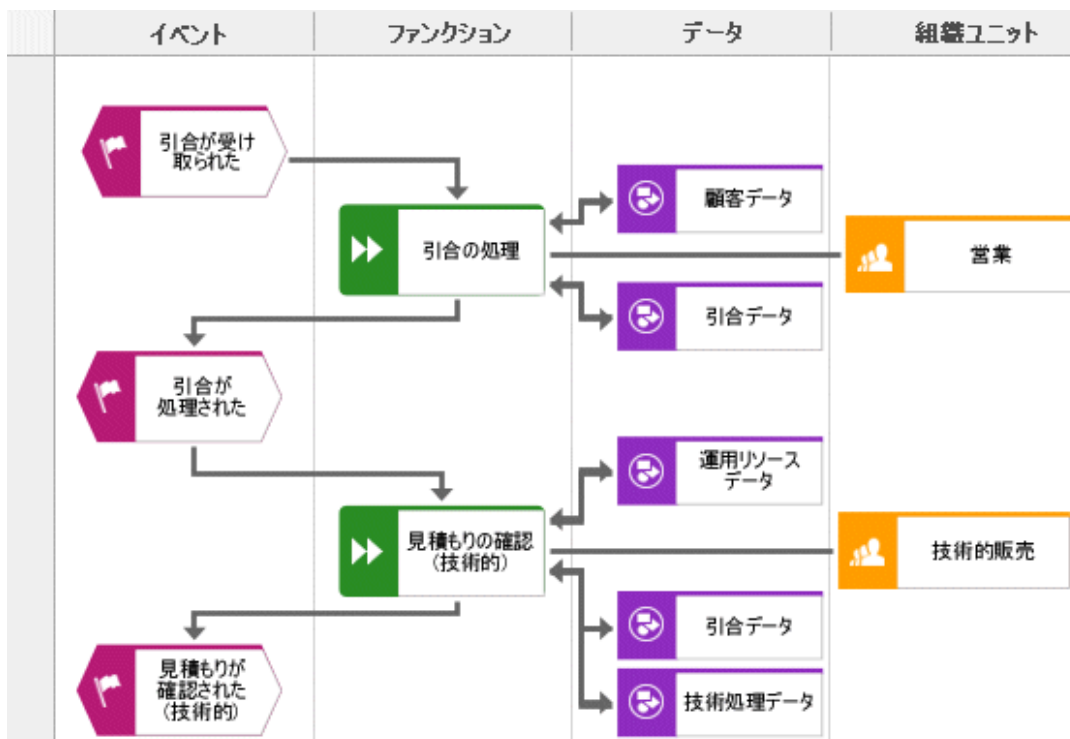 イベント
ファンクション
データ
組織ユニット
引合が受け
取られた
顧客データ
引合の処理
営業
引合データ
引合が
処理された
運用リソース
データ
見積もりの確認
(技術的)
技術的販売
引合データ
見積もりが
確認された
(技術的)
技術処理データ